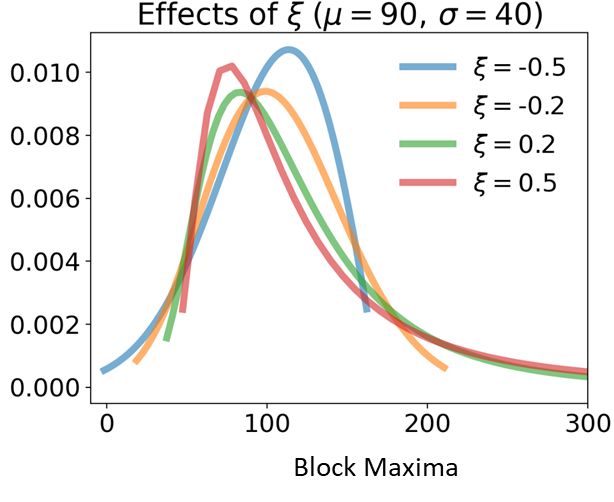 Effects of ξ (μ = 90, σ = 40)
0.010
0.008
0.006
0.004
0.002
0.000
ξ = -0.5
ξ = -0.2
ξ = 0.2
ξ = 0.5
0 100 200 300
Block Maxima